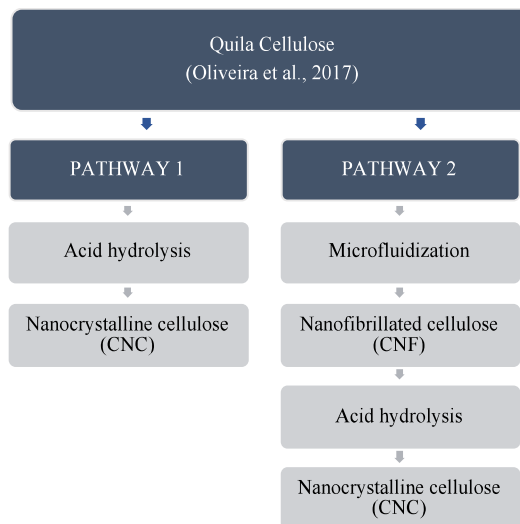 Quila Cellulose
(Oliveira et al., 2017)
PATHWAY 1
Acid hydrolysis
Nanocrystalline cellulose
(CNC)
PATHWAY 2
Microfluidization
Nanofibrillated cellulose
(CNF)
Acid hydrolysis
Nanocrystalline cellulose
(CNC)